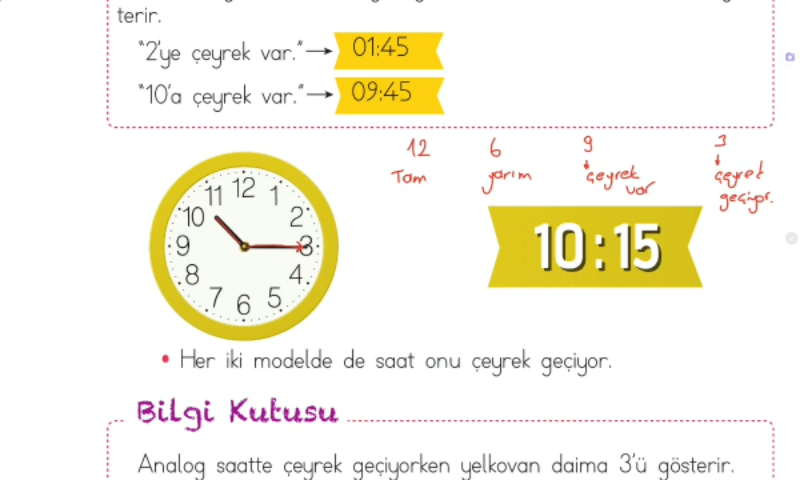 terir.
"2'ye çeyrek var." → 01:45
"10'a çeyrek var." → 09:45
12 6 9 3
Tam yarım çeyrek var çeyrek geçiyor.
11 12 1
10 2
9 3
8 4
7 6 5
10:15
• Her iki modelde de saat onu çeyrek geçiyor.
Bilgi Kutusu
Analog saatte çeyrek geçiyorken yelkovan daima 3'ü gösterir.